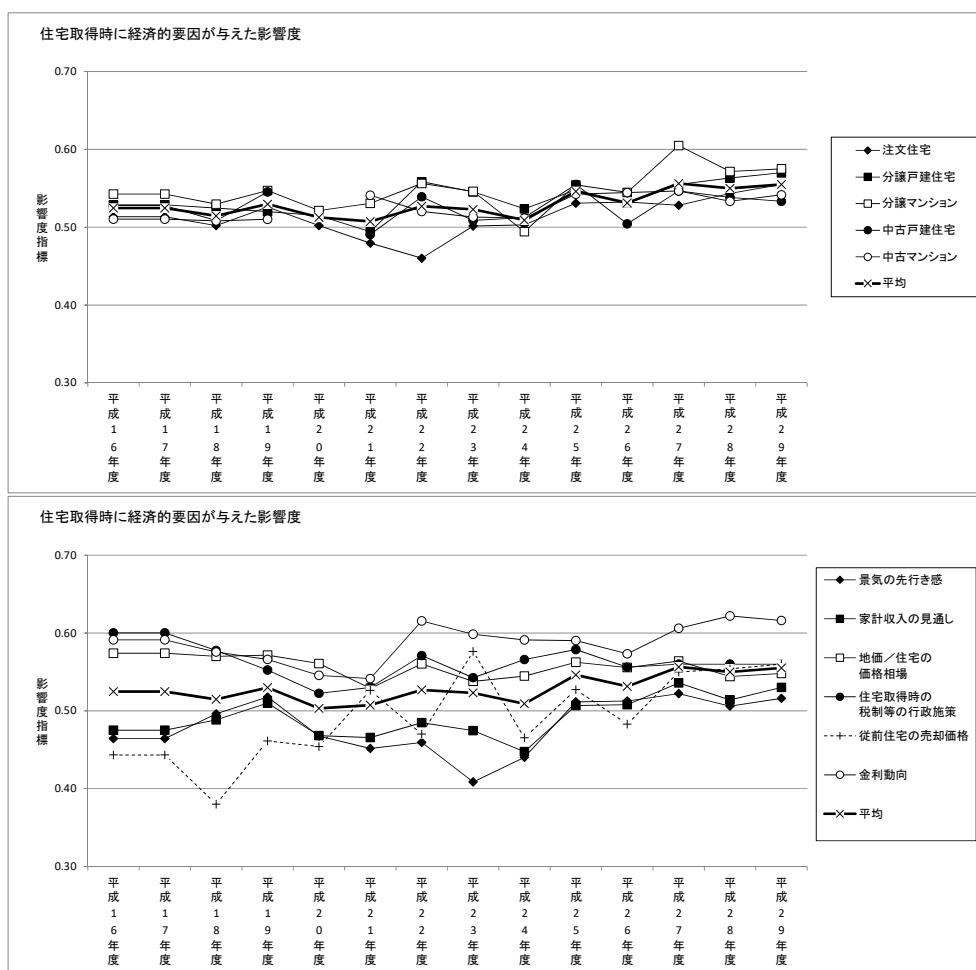 住宅取得時に経済的要因が与えた影響度
0.70
0.60
0.50
0.40
0.30
影響度指標
平成16年度
平成17年度
平成18年度
平成19年度
平成20年度
平成21年度
平成22年度
平成23年度
平成24年度
平成25年度
平成26年度
平成27年度
平成28年度
平成29年度
注文住宅
分譲戸建住宅
分譲マンション
中古戸建住宅
中古マンション
平均
住宅取得時に経済的要因が与えた影響度
0.70
0.60
0.50
0.40
0.30
影響度指標
平成16年度
平成17年度
平成18年度
平成19年度
平成20年度
平成21年度
平成22年度
平成23年度
平成24年度
平成25年度
平成26年度
平成27年度
平成28年度
平成29年度
景気の先行き感
家計収入の見通し
地価／住宅の
価格相場
住宅取得時の
税制等の行政施策
従前住宅の売却価格
金利動向
平均